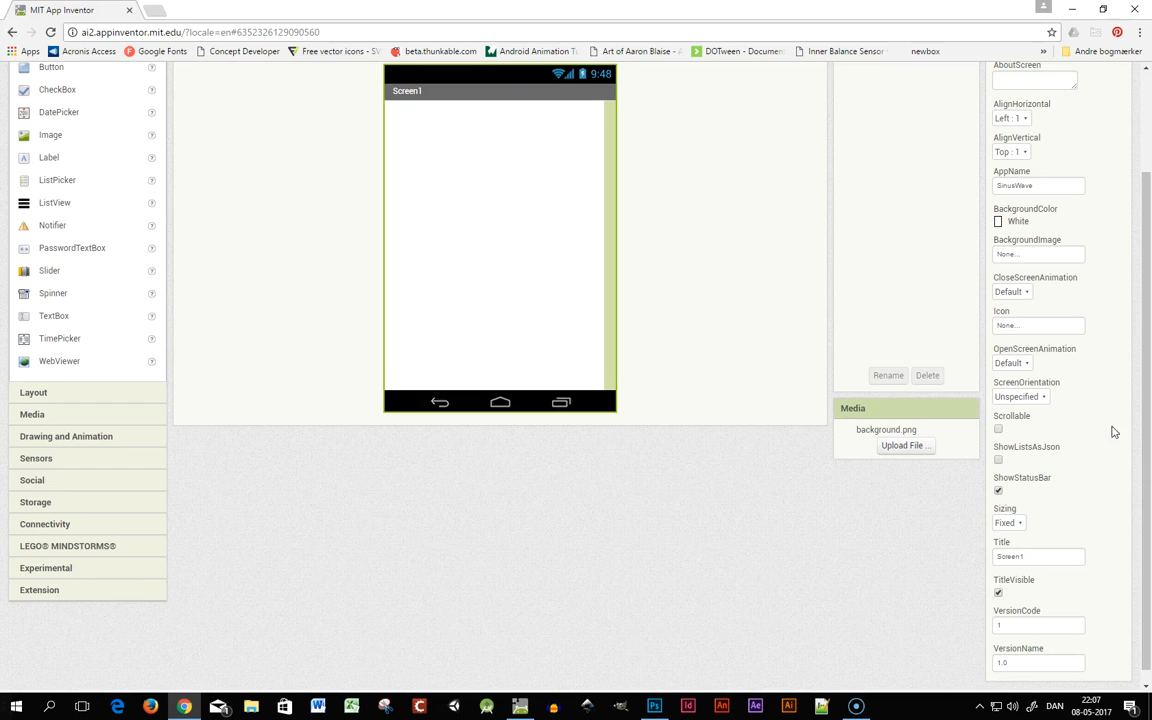 MIT App Inventor
ai2.appinventor.mit.edu/?locale=en#6352326129090560
Apps
Acronis Access
Google Fonts
Concept Developer
Free vector icons - SV
beta.thunkable.com
Android Animation Tu
Art of Aaron Blaise - A
DOTween - Document
Inner Balance Sensor
newbox
»
Andre bogmærker
Button
CheckBox
DatePicker
Image
Label
ListPicker
ListView
Notifier
PasswordTextBox
Slider
Spinner
TextBox
TimePicker
WebViewer
Layout
Media
Drawing and Animation
Sensors
Social
Storage
Connectivity
LEGO® MINDSTORMS®
Experimental
Extension
9:48
Screen1
Rename
Delete
Media
background.png
Upload File ...
AboutScreen
AlignHorizontal
Left : 1
AlignVertical
Top : 1
AppName
SinusWave
BackgroundColor
White
BackgroundImage
None...
CloseScreenAnimation
Default
Icon
None...
OpenScreenAnimation
Default
ScreenOrientation
Unspecified
Scrollable
ShowListsAsJson
ShowStatusBar
Sizing
Fixed
Title
Screen1
TitleVisible
VersionCode
1
VersionName
1.0
DAN
22:07
08-05-2017